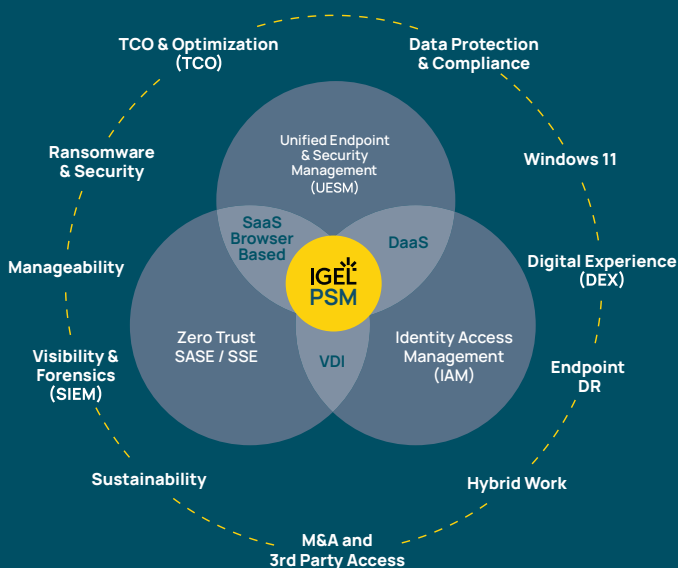 TCO & Optimization
(TCO)
Data Protection
& Compliance
Unified Endpoint
& Security
Management
(UESM)
Ransomware
& Security
Windows 11
SaaS
Browser
Based
DaaS
Manageability
IGEL
PSM
Digital Experience
(DEX)
Zero Trust
SASE / SSE
VDI
Identity Access
Management
(IAM)
Visibility &
Forensics
(SIEM)
Endpoint
DR
Sustainability
Hybrid Work
M&A and
3rd Party Access